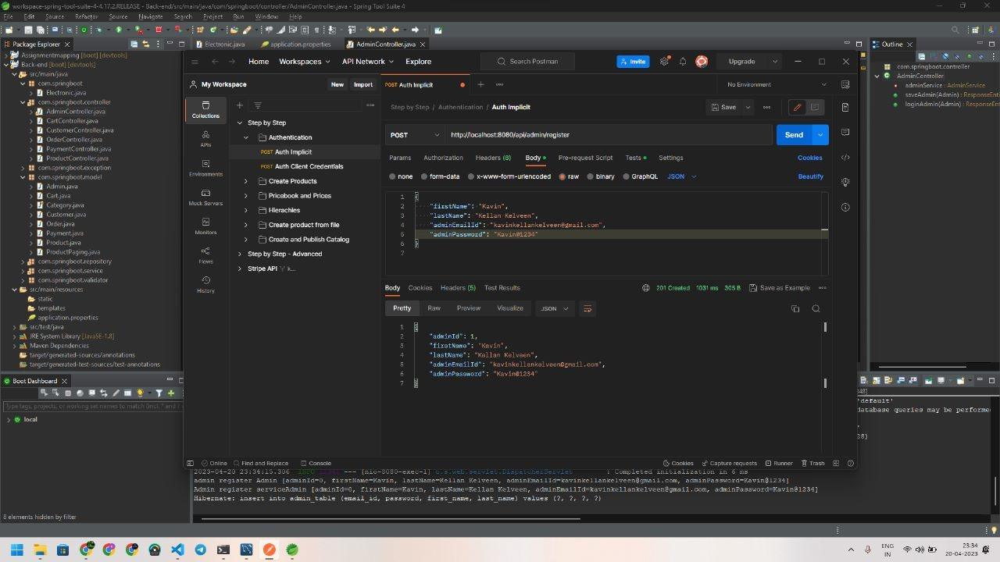 workspace-spring-tool-suite-4-4.17.2.RELEASE - Back-end/src/main/java/com/springboot/controller/AdminController.java - Spring Tool Suite 4
File Edit Source Refactor Source Navigate Search Project Run Window Help
Package Explorer
Electronic.java application.properties AdminController.java
Outline
Assignmentmapping [boot] [devtools]
Back-end [boot] [devtools]
src/main/java
com.springboot
Electronic.java
com.springboot.controller
AdminController.java
CartController.java
CustomerController.java
OrderController.java
PaymentController.java
ProductController.java
com.springboot.exception
com.springboot.model
Admin.java
Cart.java
Category.java
Customer.java
Order.java
Payment.java
Product.java
ProductPaging.java
com.springboot.repository
com.springboot.service
com.springboot.validator
src/main/resources
static
templates
application.properties
src/test/java
JRE System Library [JavaSE-1.8]
Maven Dependencies
target/generated-sources/annotations
target/generated-test-sources/test-annotations
Boot Dashboard
Type tags, projects, or working set names to match (incl. * and ?
local
8 elements hidden by filter
Home Workspaces API Network Explore
Search Postman
Invite
Upgrade
My Workspace
New Import
POST Auth Implicit
No Environment
Collections
APIs
Environments
Mock Servers
Monitors
Flows
History
Step by Step
Authentication
POST Auth Implicit
POST Auth Client Credentials
Create Products
Pricebook and Prices
Hierachies
Create product from file
Create and Publish Catalog
Step by Step - Advanced
Stripe API k...
Step by Step / Authentication / Auth Implicit
Save
POST http://localhost:8080/api/admin/register
Send
Params Authorization Headers (8) Body Pre-request Script Tests Settings
Cookies
none form-data x-www-form-urlencoded raw binary GraphQL JSON
Beautify
1 {
2 "firstName": "Kavin",
3 "lastName": "Kellan Kelveen",
4 "adminEmailId": "kavinkellankelveen@gmail.com",
5 "adminPassword": "Kavin@1234"
6 }
7
Body Cookies Headers (5) Test Results
201 Created 1031 ms 305 B Save as Example
Pretty Raw Preview Visualize JSON
1 {
2 "adminId": 1,
3 "firstName": "Kavin",
4 "lastName": "Kellan Kelveen",
5 "adminEmailId": "kavinkellankelveen@gmail.com",
6 "adminPassword": "Kavin@1234"
7 }
Online Find and Replace Console
Cookies Capture requests Runner Trash
com.springboot.controller
AdminController
adminService : AdminService
saveAdmin(Admin) : ResponseEnti
loginAdmin(Admin) : ResponseEnt
'default'
database queries may be performe
2023-04-20 23:34:15.306 INFO --- [nio-8080-exec-1] o.s.web.servlet.DispatcherServlet : Completed initialization in 6 ms
admin register admin [adminId=0, firstName=Kavin, lastName=Kellan Kelveen, adminEmailId=kavinkellankelveen@gmail.com, adminPassword=Kavin@1234]
Admin register serviceAdmin [adminId=0, firstName=Kavin, lastName=Kellan Kelveen, adminEmailId=kavinkellankelveen@gmail.com, adminPassword=Kavin@1234]
Hibernate: insert into admin_table (email_id, password, first_name, last_name) values (?, ?, ?, ?)
ENG
IN
23:34
20-04-2023